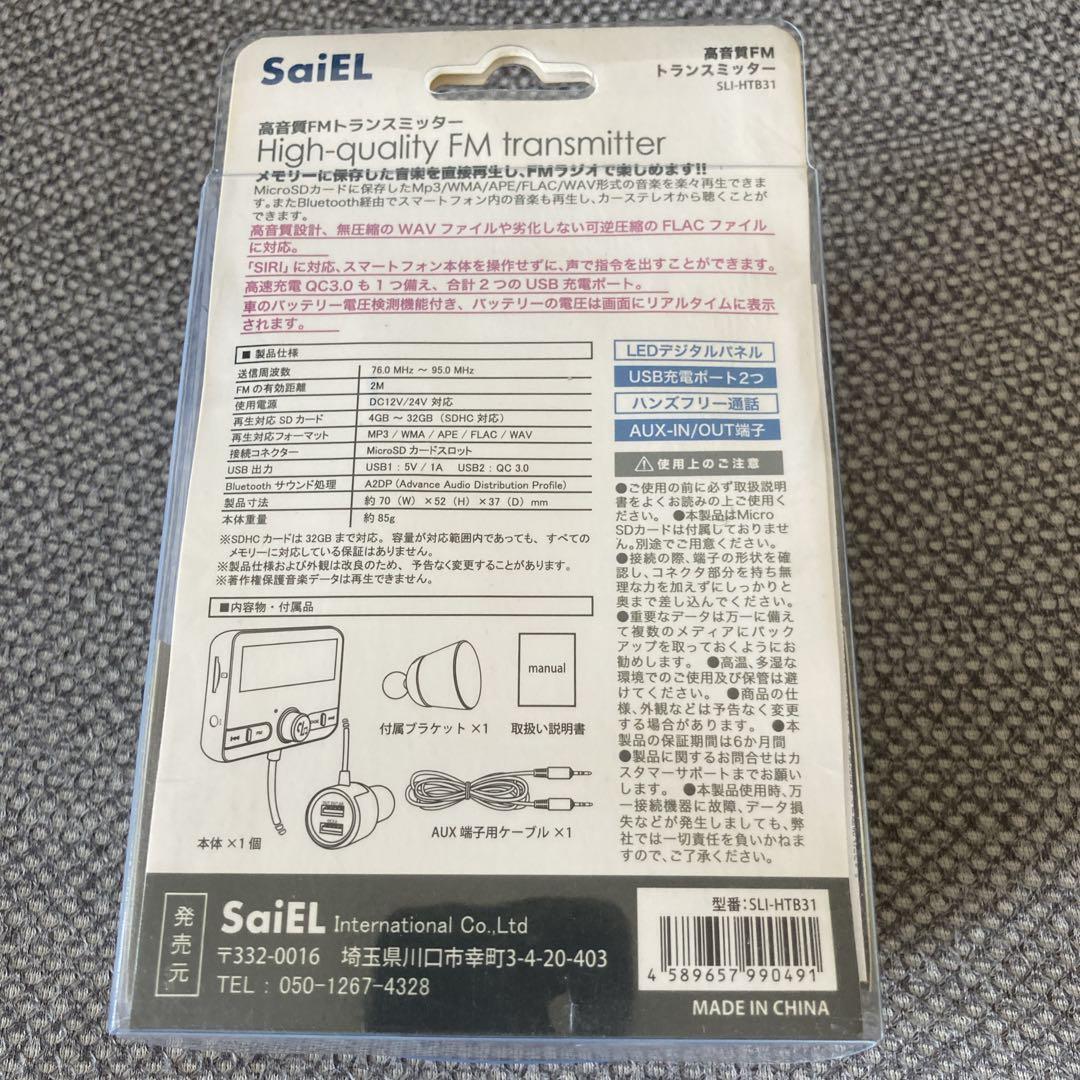 SaiEL
高音質FM
トランスミッター
SLI-HTB31
高音質FMトランスミッター
High-quality FM transmitter
メモリーに保存した音楽を直接再生し、FMラジオで楽しめます!!
MicroSDカードに保存したMp3/WMA/APE/FLAC/WAV形式の音楽を楽々再生できま
す。またBluetooth経由でスマートフォン内の音楽も再生し、カーステレオから聴くことが
できます。
高音質設計、無圧縮の WAV ファイルや劣化しない可逆圧縮の FLAC ファイル
に対応。
「SIRI」に対応、スマートフォン本体を操作せずに、声で指令を出すことができます。
高速充電 QC3.0 も 1 つ備え、合計 2 つの USB 充電ポート。
車のバッテリー電圧検測機能付き、バッテリーの電圧は画面にリアルタイムに表示
されます。
■ 製品仕様
送信周波数 76.0 MHz ～ 95.0 MHz
FM の有効距離 2M
使用電源 DC12V/24V 対応
再生対応 SD カード 4GB ～ 32GB（SDHC 対応）
再生対応フォーマット MP3 / WMA / APE / FLAC / WAV
接続コネクター MicroSD カードスロット
USB 出力 USB1：5V / 1A USB2：QC 3.0
Bluetooth サウンド処理 A2DP（Advance Audio Distribution Profile）
製品寸法 約 70（W）×52（H）×37（D）mm
本体重量 約 85g
※SDHC カードは 32GB まで対応。 容量が対応範囲内であっても、 すべての
メモリーに対応している保証はありません。
※製品仕様および外観は改良のため、 予告なく変更することがあります。
※著作権保護音楽データは再生できません。
LEDデジタルパネル
USB充電ポート2つ
ハンズフリー通話
AUX-IN/OUT端子
使用上のご注意
●ご使用の前に必ず取扱説明
書をよくお読みの上ご使用く
ださい。 ●本製品はMicro
SDカードは付属しておりませ
ん。別途でご用意ください。
●接続の際、端子の形状を確
認し、コネクタ部分を持ち無
理な力を加えずにしっかりと
奥まで差し込んでください。
●重要なデータは万一に備え
て複数のメディアにバック
アップを取っておくようにお
勧めします。 ●高温、多湿な
環境でのご使用及び保管は避
けてください。 ●商品の仕
様、外観などは予告なく変更
する場合があります。 ●本
製品の保証期間は6か月間
●製品に関するお問合せはカ
スタマーサポートまでお願い
します。 ●本製品使用時、万
一接続機器に故障、データ損
失などが発生しましても、弊
社では一切責任を負いかねま
すので、ご了承ください。
■内容物・付属品
manual
付属ブラケット ×1
取扱い説明書
本体 ×1 個
AUX 端子用ケーブル ×1
発売元
SaiEL International Co.,Ltd
〒332-0016 埼玉県川口市幸町3-4-20-403
TEL： 050-1267-4328
型番：SLI-HTB31
4 589657 990491
MADE IN CHINA